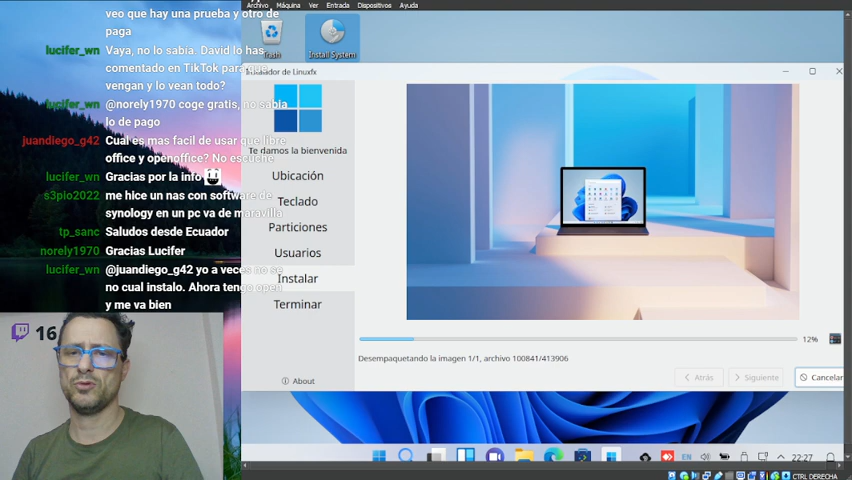 veo que hay una prueba y otro de
paga
lucifer_wn Vaya, no lo sabía. David lo has
comentado en TikTok para que
vengan y lo vean todo?
lucifer_wn @norely1970 coge gratis, no sabía
lo de pago
juandiego_g42 Cual es mas facil de usar que libre
office y openoffice? No escuche
lucifer_wn Gracias por la info
s3pio2022 me hice un nas con software de
synology en un pc va de maravilla
tp_sanc Saludos desde Ecuador
norely1970 Gracias Lucifer
lucifer_wn @juandiego_g42 yo a veces no se
no cual instalo. Ahora tengo open
y me va bien
16
Archivo Máquina Ver Entrada Dispositivos Ayuda
Trash
Install System
Instalador de Linuxfx
Te damos la bienvenida
Ubicación
Teclado
Particiones
Usuarios
Instalar
Terminar
About
12%
Desempaquetando la imagen 1/1, archivo 100841/413906
Atrás
Siguiente
Cancelar
EN
22:27
CTRL DERECHA